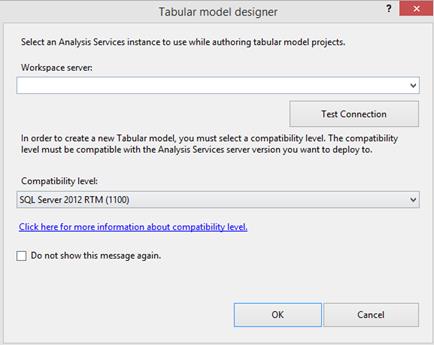 Tabular model designer
?
Select an Analysis Services instance to use while authoring tabular model projects.
Workspace server:
Test Connection
In order to create a new Tabular model, you must select a compatibility level. The compatibility
level must be compatible with the Analysis Services server version you want to deploy to.
Compatibility level:
SQL Server 2012 RTM (1100)
Click here for more information about compatibility level.
Do not show this message again.
OK
Cancel